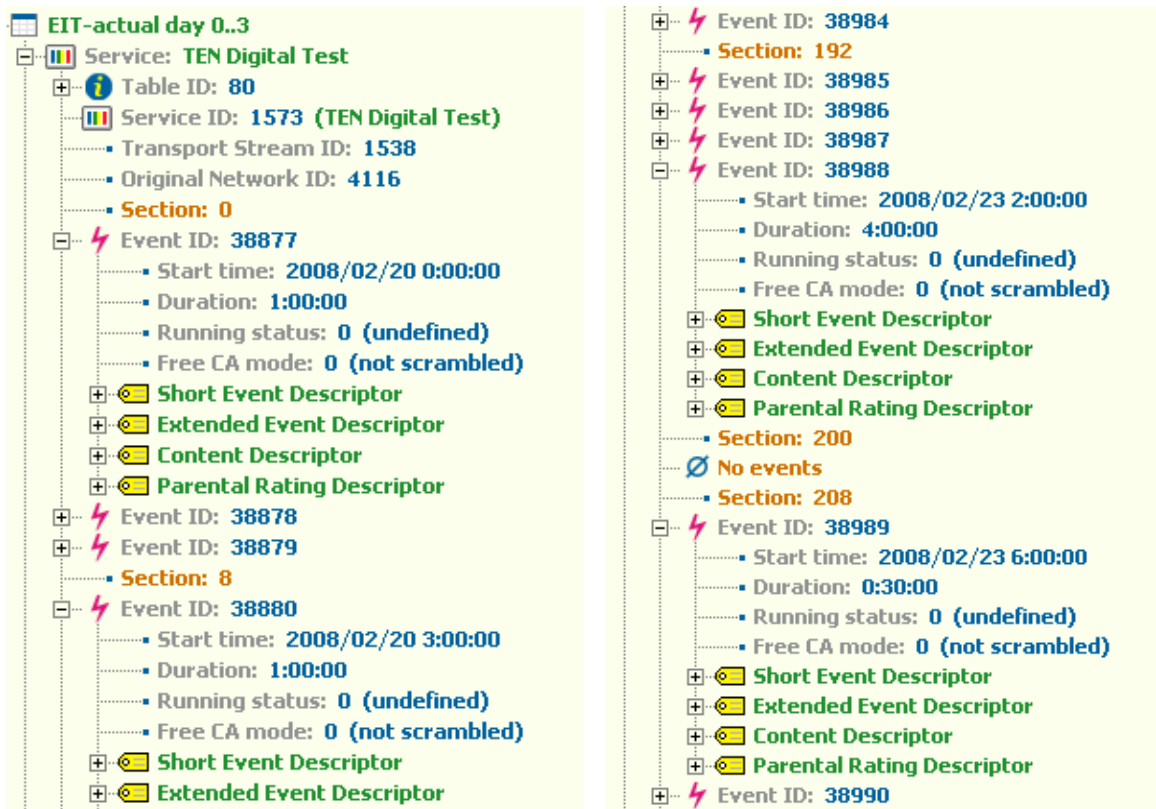 EIT-actual day 0..3
Service: TEN Digital Test
Table ID: 80
Service ID: 1573 (TEN Digital Test)
Transport Stream ID: 1538
Original Network ID: 4116
Section: 0
Event ID: 38877
Start time: 2008/02/20 0:00:00
Duration: 1:00:00
Running status: 0 (undefined)
Free CA mode: 0 (not scrambled)
Short Event Descriptor
Extended Event Descriptor
Content Descriptor
Parental Rating Descriptor
Event ID: 38878
Event ID: 38879
Section: 8
Event ID: 38880
Start time: 2008/02/20 3:00:00
Duration: 1:00:00
Running status: 0 (undefined)
Free CA mode: 0 (not scrambled)
Short Event Descriptor
Extended Event Descriptor
Event ID: 38984
Section: 192
Event ID: 38985
Event ID: 38986
Event ID: 38987
Event ID: 38988
Start time: 2008/02/23 2:00:00
Duration: 4:00:00
Running status: 0 (undefined)
Free CA mode: 0 (not scrambled)
Short Event Descriptor
Extended Event Descriptor
Content Descriptor
Parental Rating Descriptor
Section: 200
No events
Section: 208
Event ID: 38989
Start time: 2008/02/23 6:00:00
Duration: 0:30:00
Running status: 0 (undefined)
Free CA mode: 0 (not scrambled)
Short Event Descriptor
Extended Event Descriptor
Content Descriptor
Parental Rating Descriptor
Event ID: 38990